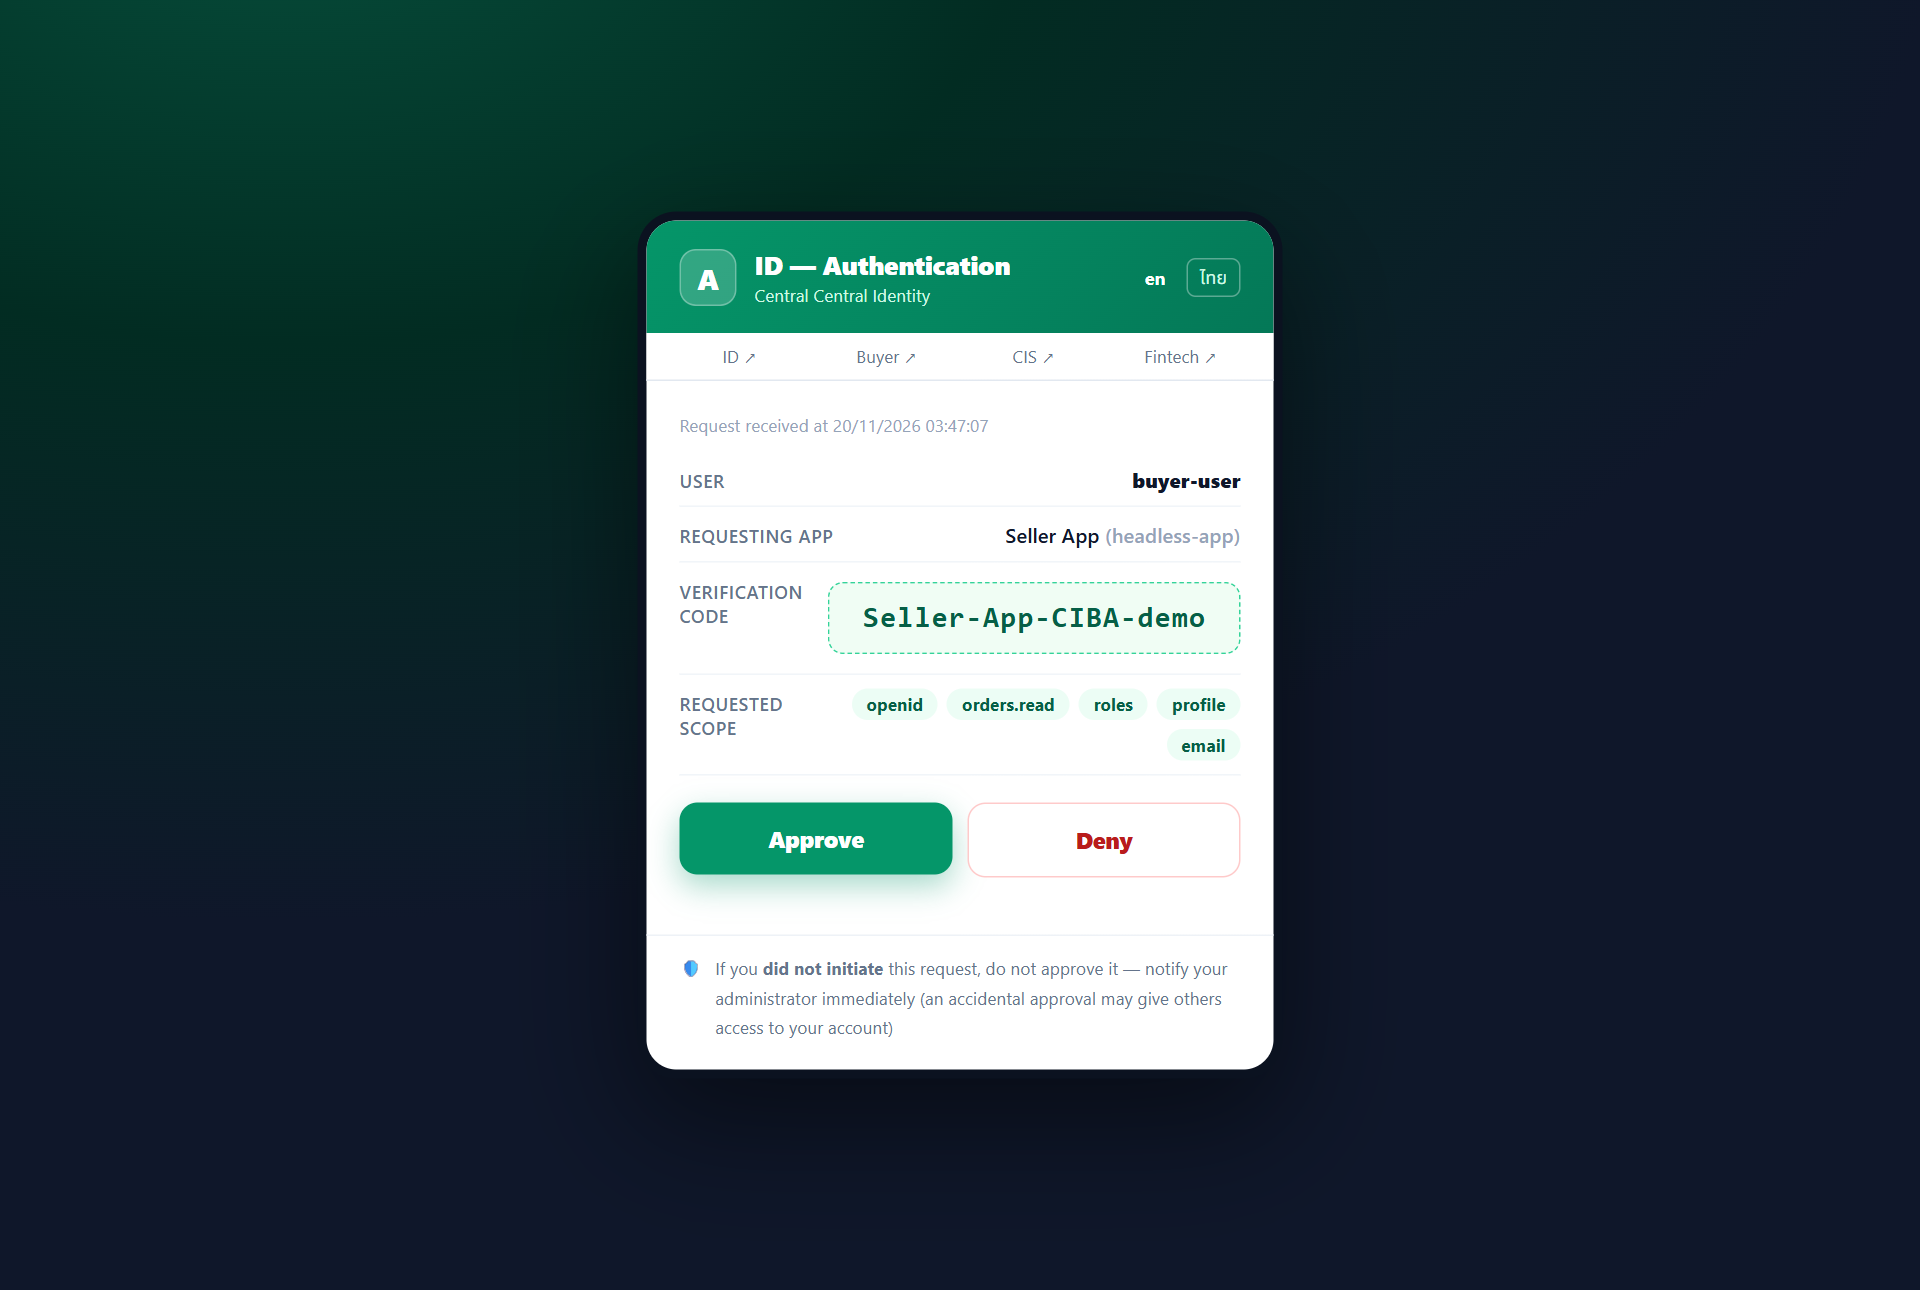 A
ID — Authentication
Central Central Identity
en
ไทย
ID ↗
Buyer ↗
CIS ↗
Fintech ↗
Request received at 20/11/2026 03:47:07
USER
buyer-user
REQUESTING APP
Seller App (headless-app)
VERIFICATION
CODE
Seller-App-CIBA-demo
REQUESTED
SCOPE
openid
orders.read
roles
profile
email
Approve
Deny
If you did not initiate this request, do not approve it — notify your
administrator immediately (an accidental approval may give others
access to your account)